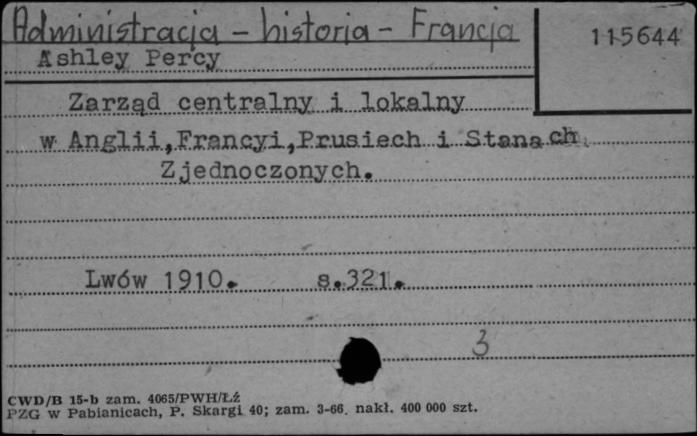 Administracja - historia - Francja
115644
Ashley Percy
Zarząd centralny i lokalny
w Anglii, Francyi, Prusiech i Stanach
Zjednoczonych.
Lwów 1910. s.321.
3
CWD/B 15-b zam. 4065/PWH/Łź
PZG w Pabianicach, P. Skargi 40; zam. 3-66. nakł. 400 000 szt.